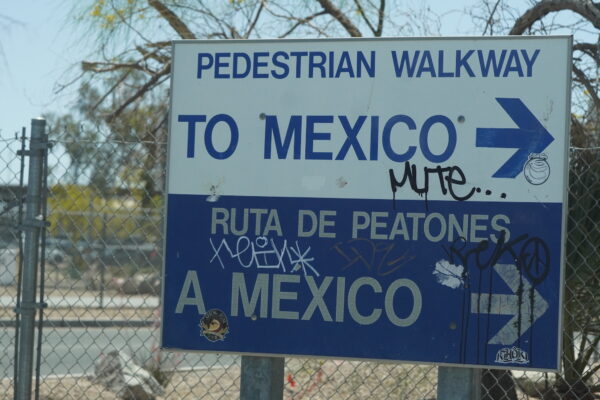 PEDESTRIAN WALKWAY
TO MEXICO
MUTE...
RUTA DE PEATONES
A MEXICO